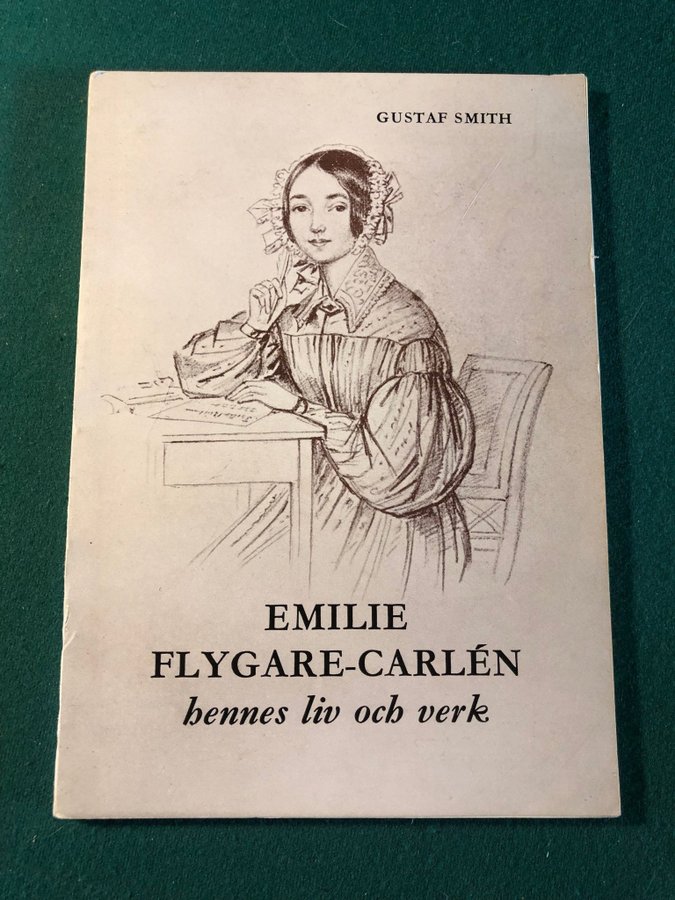 GUSTAF SMITH
EMILIE
FLYGARE-CARLÉN
hennes liv och verk